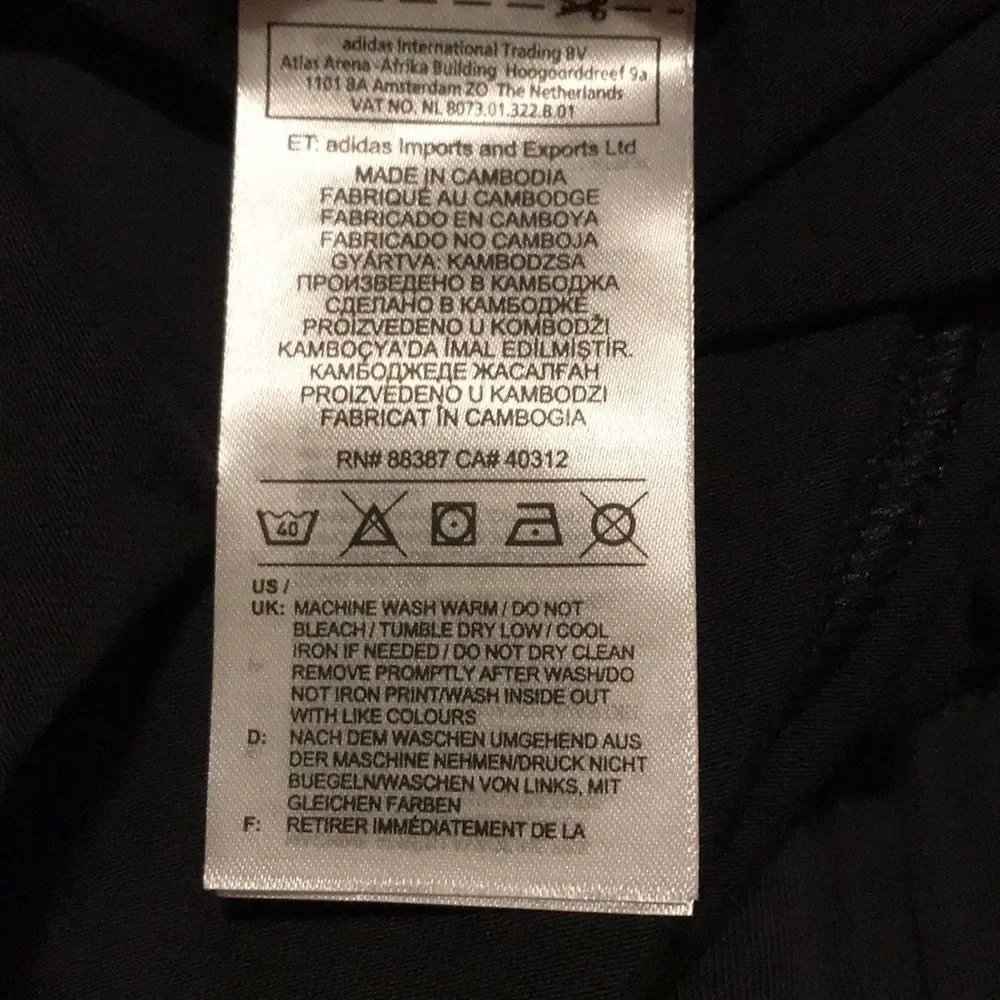 adidas International Trading BV
Atlas Arena -Afrika Building Hoogoorddreef 9a
1101 BA Amsterdam ZO The Netherlands
VAT NO. NL 8073.01.322.B.01
ET: adidas Imports and Exports Ltd
MADE IN CAMBODIA
FABRIQUÉ AU CAMBODGE
FABRICADO EN CAMBOYA
FABRICADO NO CAMBOJA
GYÁRTVA: KAMBODZSA
ПРОИЗВЕДЕНО В КАМБОДЖА
СДЕЛАНО В КАМБОДЖЕ
PROIZVEDENO U KOMBODŽI
KAMBOÇYA'DA İMAL EDİLMİŞTİR.
КАМБОДЖЕДЕ ЖАСАЛҒАН
PROIZVEDENO U KAMBODZI
FABRICAT ÎN CAMBOGIA
RN# 88387 CA# 40312
40
US /
UK: MACHINE WASH WARM / DO NOT
BLEACH / TUMBLE DRY LOW / COOL
IRON IF NEEDED / DO NOT DRY CLEAN
REMOVE PROMPTLY AFTER WASH/DO
NOT IRON PRINT/WASH INSIDE OUT
WITH LIKE COLOURS
D: NACH DEM WASCHEN UMGEHEND AUS
DER MASCHINE NEHMEN/DRUCK NICHT
BUEGELN/WASCHEN VON LINKS, MIT
GLEICHEN FARBEN
F: RETIRER IMMÉDIATEMENT DE LA